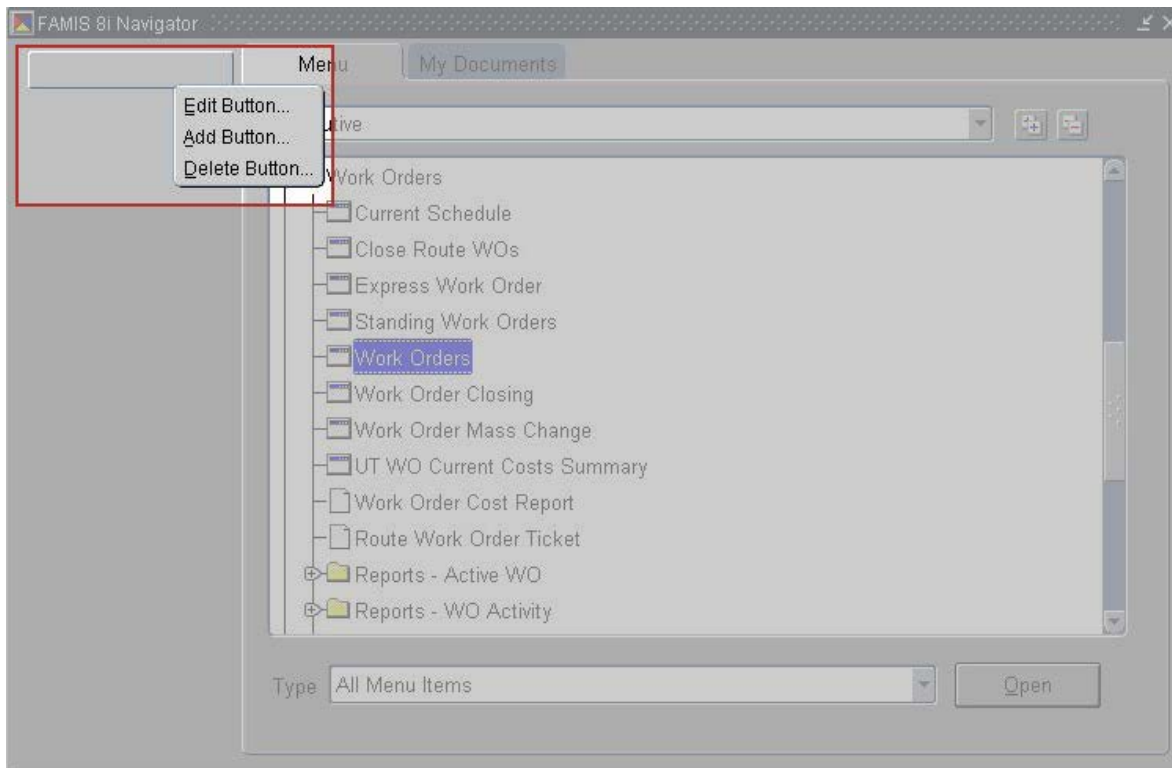 FAMIS 8i Navigator
Menu
My Documents
Edit Button...
Add Button...
Delete Button...
utive
Work Orders
Current Schedule
Close Route WOs
Express Work Order
Standing Work Orders
Work Orders
Work Order Closing
Work Order Mass Change
UT WO Current Costs Summary
Work Order Cost Report
Route Work Order Ticket
Reports - Active WO
Reports - WO Activity
Type All Menu Items Open